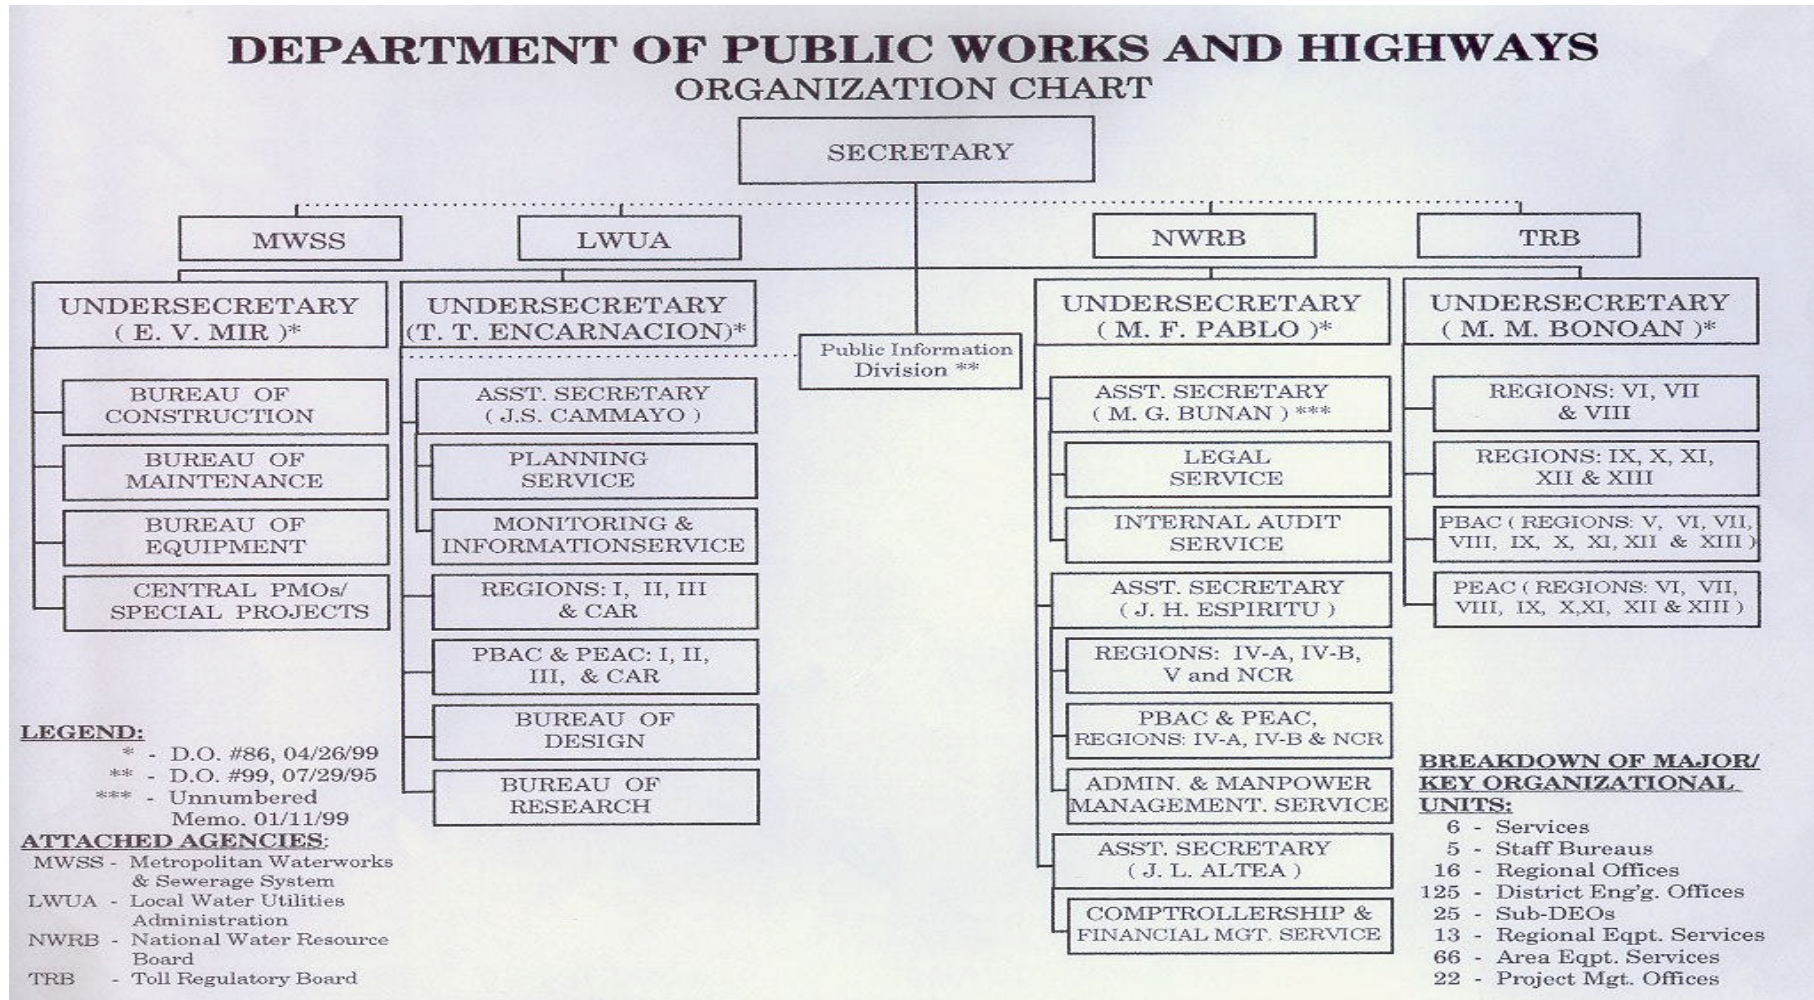 DEPARTMENT OF PUBLIC WORKS AND HIGHWAYS
ORGANIZATION CHART
SECRETARY
MWSS
LWUA
NWRB
TRB
UNDERSECRETARY
( E. V. MIR )*
BUREAU OF
CONSTRUCTION
BUREAU OF
MAINTENANCE
BUREAU OF
EQUIPMENT
CENTRAL PMOs/
SPECIAL PROJECTS
UNDERSECRETARY
(T. T. ENCARNACION)*
ASST. SECRETARY
( J.S. CAMMAYO )
PLANNING
SERVICE
MONITORING &
INFORMATIONSERVICE
REGIONS: I, II, III
& CAR
PBAC & PEAC: I, II,
III, & CAR
BUREAU OF
DESIGN
BUREAU OF
RESEARCH
Public Information
Division **
UNDERSECRETARY
( M. F. PABLO )*
ASST. SECRETARY
( M. G. BUNAN ) ***
LEGAL
SERVICE
INTERNAL AUDIT
SERVICE
ASST. SECRETARY
( J. H. ESPIRITU )
REGIONS: IV-A, IV-B,
V and NCR
PBAC & PEAC,
REGIONS: IV-A, IV-B & NCR
ADMIN. & MANPOWER
MANAGEMENT. SERVICE
ASST. SECRETARY
( J. L. ALTEA )
COMPTROLLERSHIP &
FINANCIAL MGT. SERVICE
UNDERSECRETARY
( M. M. BONOAN )*
REGIONS: VI, VII
& VIII
REGIONS: IX, X, XI,
XII & XIII
PBAC ( REGIONS: V, VI, VII,
VIII, IX, X, XI, XII & XIII )
PEAC ( REGIONS: VI, VII,
VIII, IX, X,XI, XII & XIII )
LEGEND:
* - D.O. #86, 04/26/99
** - D.O. #99, 07/29/95
*** - Unnumbered
Memo. 01/11/99
ATTACHED AGENCIES:
MWSS - Metropolitan Waterworks
& Sewerage System
LWUA - Local Water Utilities
Administration
NWRB - National Water Resource
Board
TRB - Toll Regulatory Board
BREAKDOWN OF MAJOR/
KEY ORGANIZATIONAL
UNITS:
6 - Services
5 - Staff Bureaus
16 - Regional Offices
125 - District Eng'g. Offices
25 - Sub-DEOs
13 - Regional Eqpt. Services
66 - Area Eqpt. Services
22 - Project Mgt. Offices